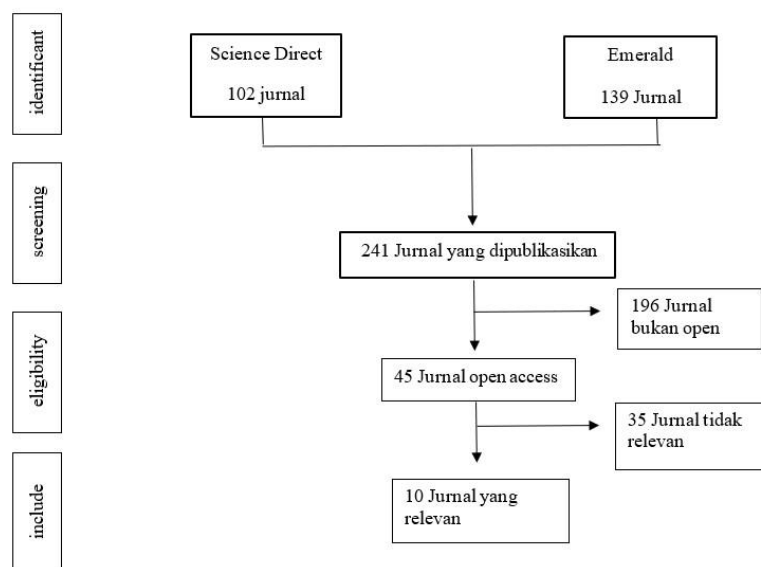 identificant
Science Direct
102 jurnal
Emerald
139 Jurnal
screening
241 Jurnal yang dipublikasikan
196 Jurnal
bukan open
eligibility
45 Jurnal open access
35 Jurnal tidak
relevan
include
10 Jurnal yang
relevan